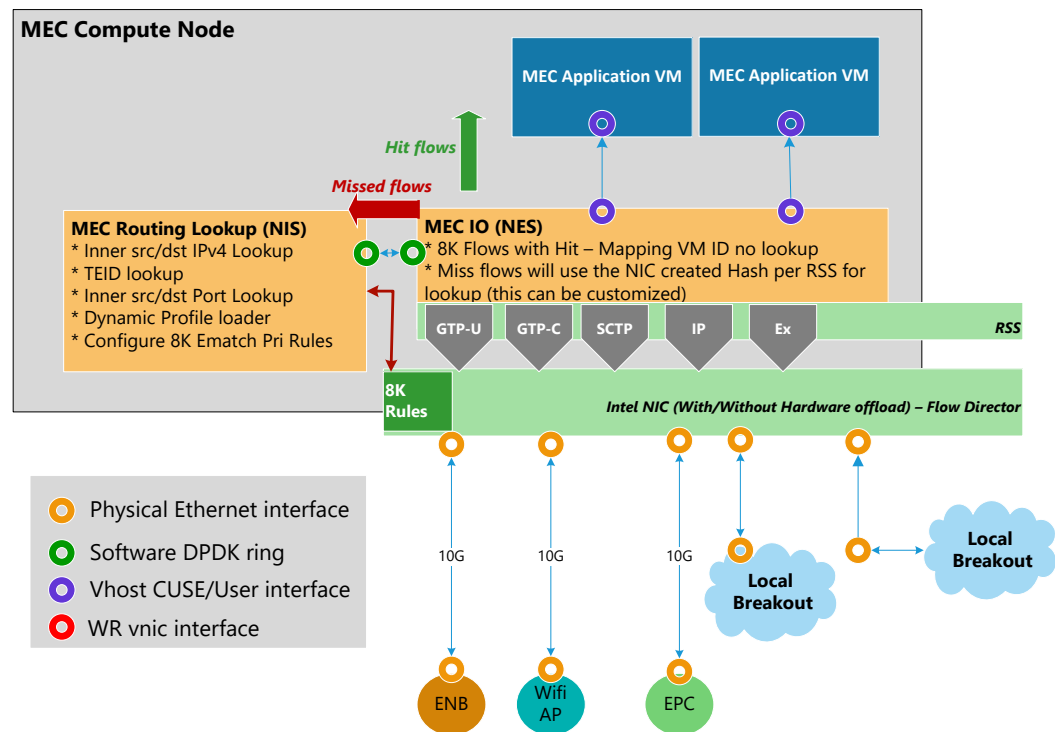 MEC Compute Node
MEC Application VM
MEC Application VM
Hit flows
Missed flows
MEC Routing Lookup (NIS)
* Inner src/dst IPv4 Lookup
* TEID lookup
* Inner src/dst Port Lookup
* Dynamic Profile loader
* Configure 8K Ematch Pri Rules
MEC IO (NES)
* 8K Flows with Hit – Mapping VM ID no lookup
* Miss flows will use the NIC created Hash per RSS for
lookup (this can be customized)
GTP-U
GTP-C
SCTP
IP
Ex
RSS
8K
Rules
Intel NIC (With/Without Hardware offload) – Flow Director
Physical Ethernet interface
Software DPDK ring
Vhost CUSE/User interface
WR vnic interface
10G
10G
10G
Local
Breakout
Local
Breakout
ENB
Wifi
AP
EPC